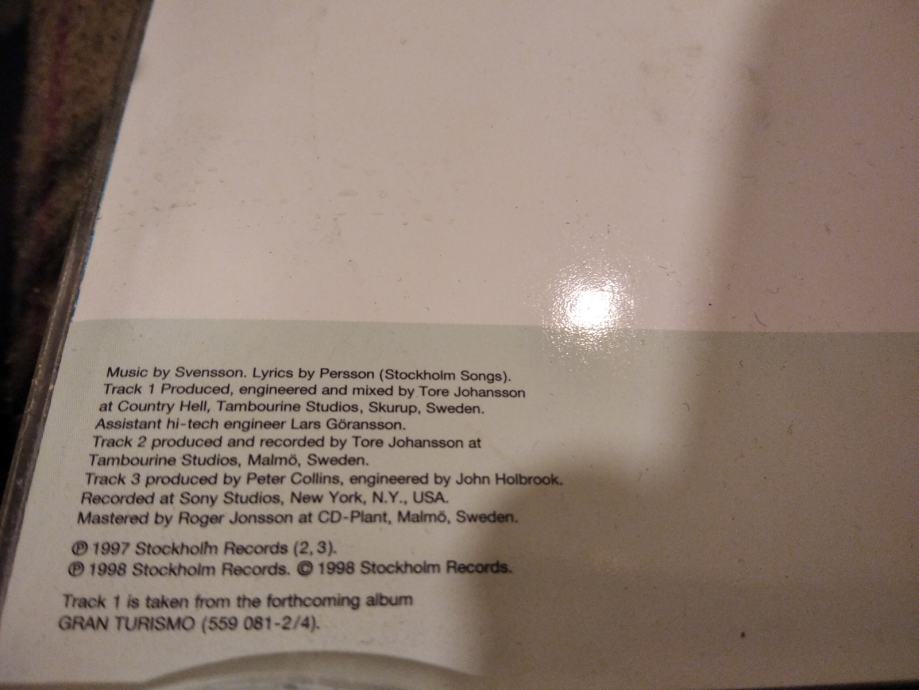 Music by Svensson. Lyrics by Persson (Stockholm Songs).
Track 1 Produced, engineered and mixed by Tore Johansson
at Country Hell, Tambourine Studios, Skurup, Sweden.
Assistant hi-tech engineer Lars Göransson.
Track 2 produced and recorded by Tore Johansson at
Tambourine Studios, Malmö, Sweden.
Track 3 produced by Peter Collins, engineered by John Holbrook.
Recorded at Sony Studios, New York, N.Y., USA.
Mastered by Roger Jonsson at CD-Plant, Malmö, Sweden.
℗ 1997 Stockholm Records (2, 3).
℗ 1998 Stockholm Records. © 1998 Stockholm Records.
Track 1 is taken from the forthcoming album
GRAN TURISMO (559 081-2/4).